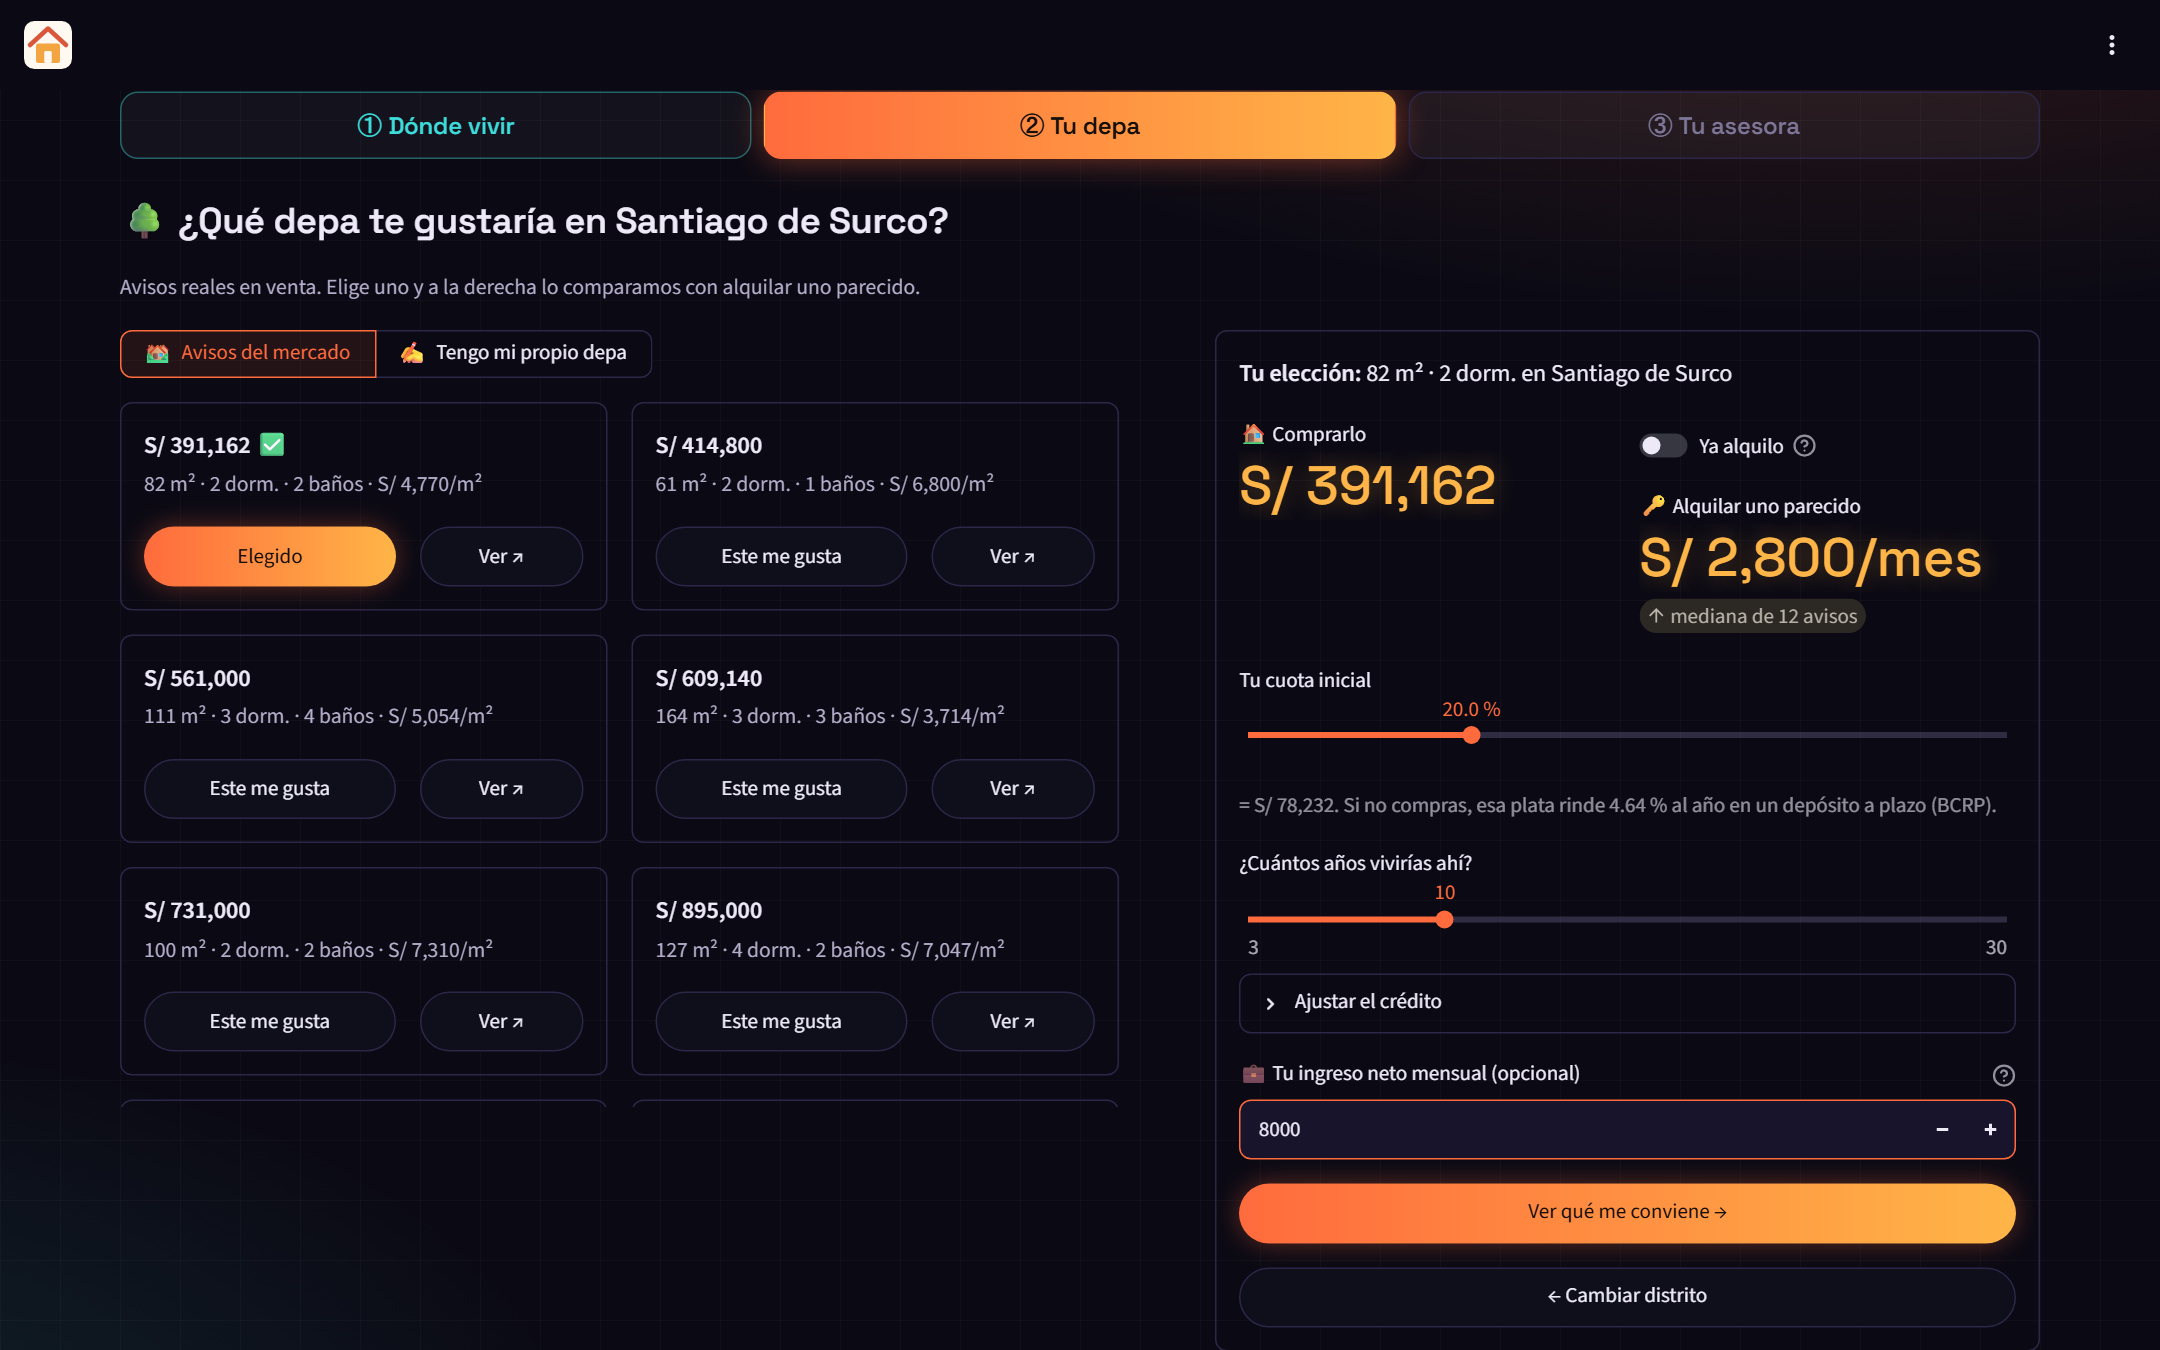 ① Dónde vivir
② Tu depa
③ Tu asesora
¿Qué depa te gustaría en Santiago de Surco?
Avisos reales en venta. Elige uno y a la derecha lo comparamos con alquilar uno parecido.
Avisos del mercado
Tengo mi propio depa
S/ 391,162
82 m² · 2 dorm. · 2 baños · S/ 4,770/m²
Elegido
Ver ↗
S/ 414,800
61 m² · 2 dorm. · 1 baños · S/ 6,800/m²
Este me gusta
Ver ↗
S/ 561,000
111 m² · 3 dorm. · 4 baños · S/ 5,054/m²
Este me gusta
Ver ↗
S/ 609,140
164 m² · 3 dorm. · 3 baños · S/ 3,714/m²
Este me gusta
Ver ↗
S/ 731,000
100 m² · 2 dorm. · 2 baños · S/ 7,310/m²
Este me gusta
Ver ↗
S/ 895,000
127 m² · 4 dorm. · 2 baños · S/ 7,047/m²
Este me gusta
Ver ↗
Tu elección: 82 m² · 2 dorm. en Santiago de Surco
Comprarlo
S/ 391,162
Ya alquilo
Alquilar uno parecido
S/ 2,800/mes
↑ mediana de 12 avisos
Tu cuota inicial
20.0 %
= S/ 78,232. Si no compras, esa plata rinde 4.64 % al año en un depósito a plazo (BCRP).
¿Cuántos años vivirías ahí?
10
3
30
Ajustar el crédito
Tu ingreso neto mensual (opcional)
8000
Ver qué me conviene →
← Cambiar distrito